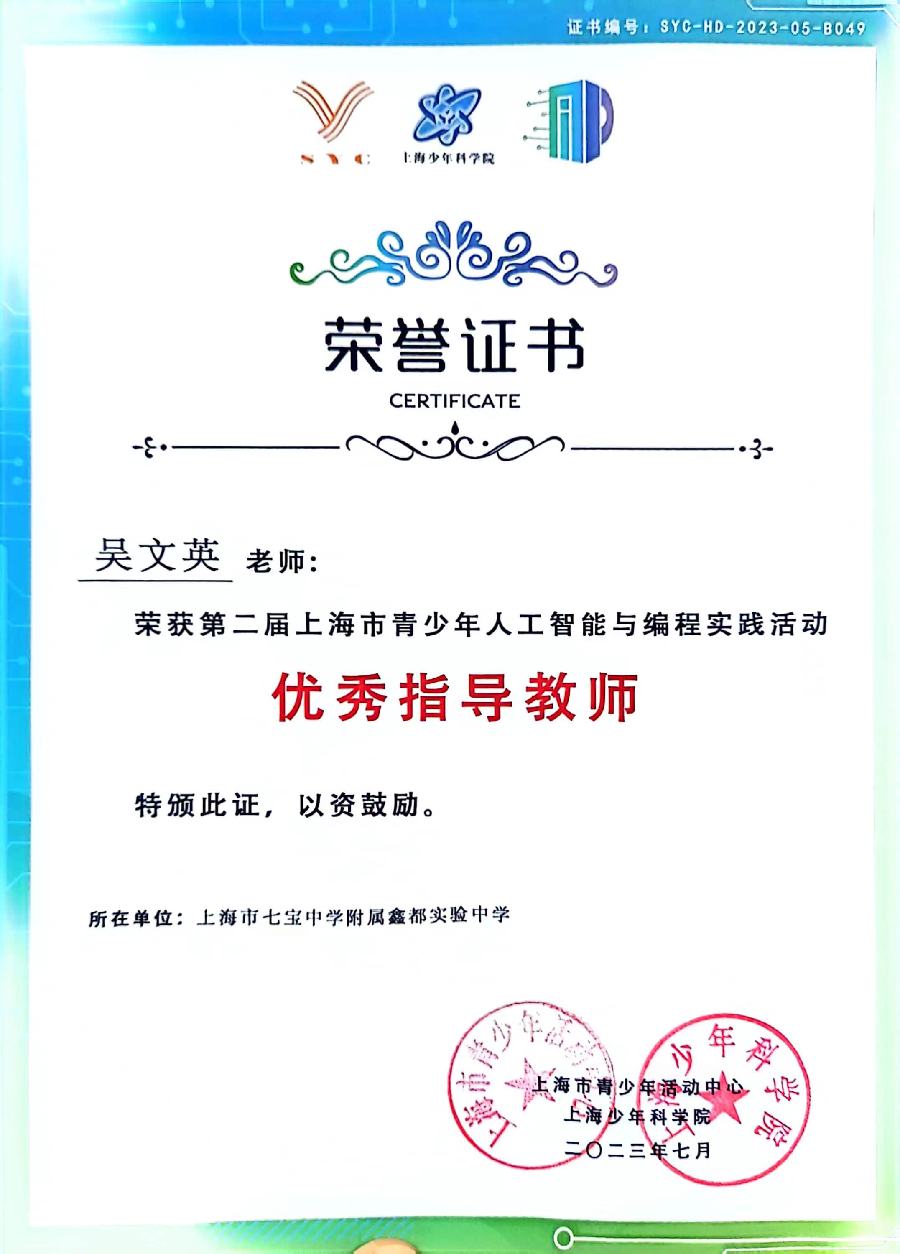 证书编号：SYC-HD-2023-05-B049
SYC
上海少年科学院
荣誉证书
CERTIFICATE
吴文英 老师：
荣获第二届上海市青少年人工智能与编程实践活动
优秀指导教师
特颁此证，以资鼓励。
所在单位：上海市七宝中学附属鑫都实验中学
上海市青少年活动中心
上海少年科学院
上海市青少年活动中心
上海少年科学院
二〇二三年七月